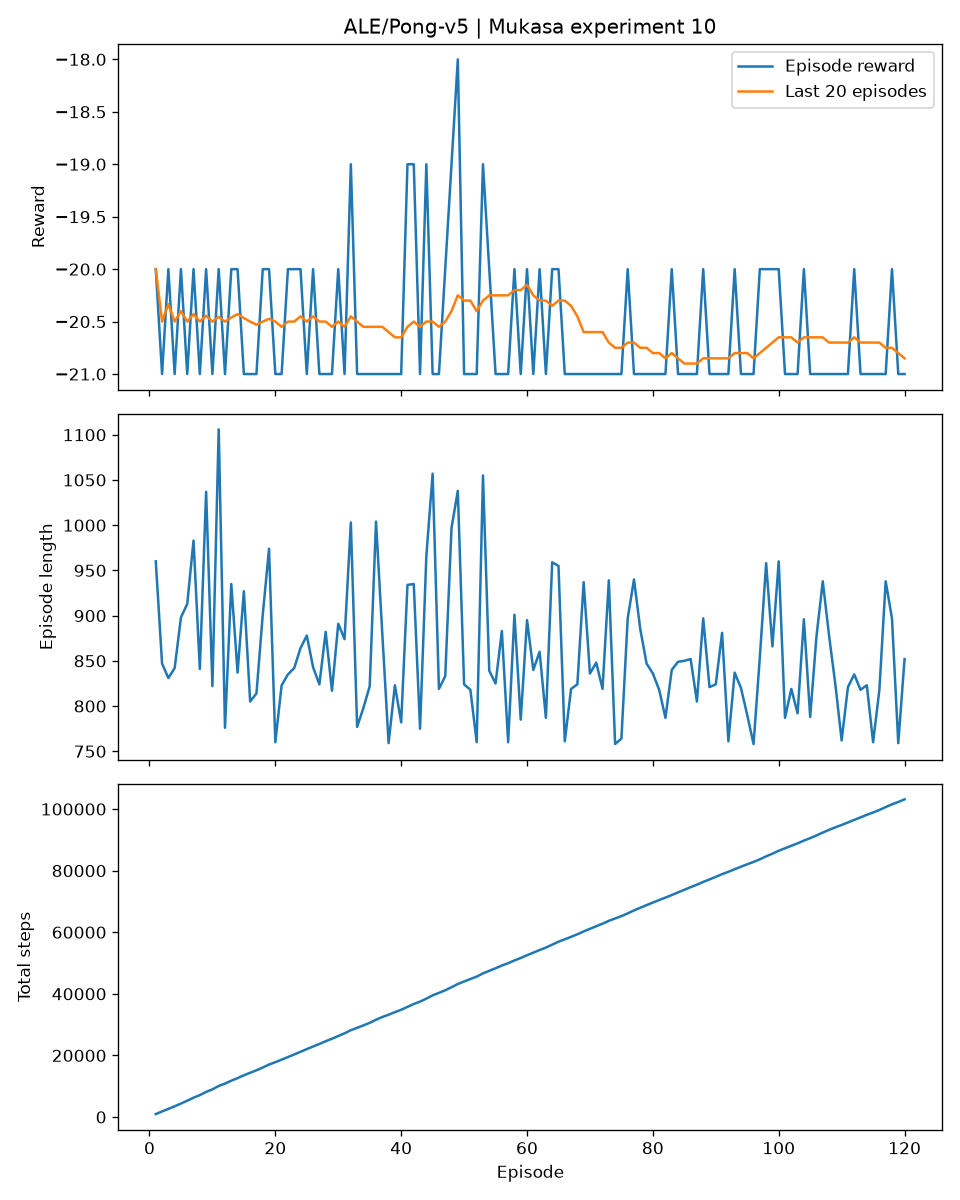 ALE/Pong-v5 | Mukasa experiment 10
Episode reward
Last 20 episodes
Reward
−18.0
−18.5
−19.0
−19.5
−20.0
−20.5
−21.0
Episode length
1100
1050
1000
950
900
850
800
750
Total steps
100000
80000
60000
40000
20000
0
0 20 40 60 80 100 120
Episode